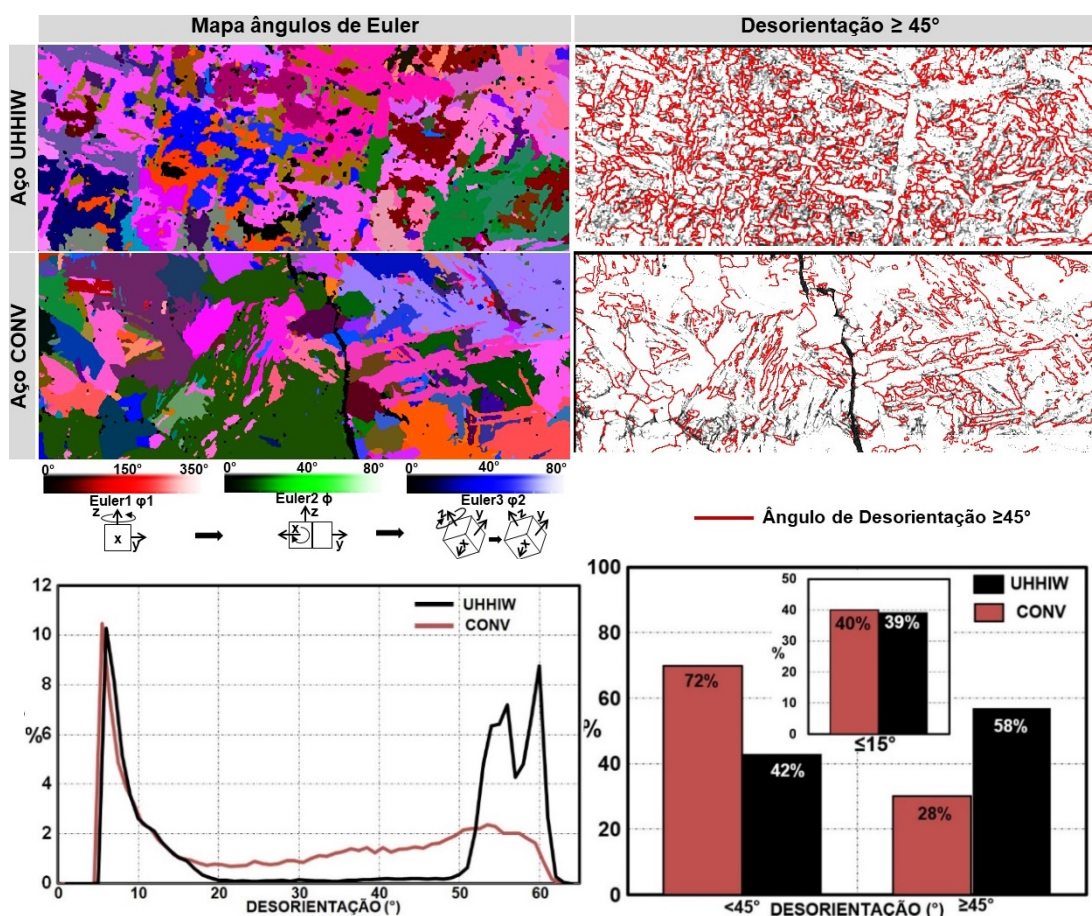 Mapa ângulos de Euler
Desorientação ≥ 45°
Aço UHHIW
Aço CONV
0° 150° 350°
0° 40° 80°
0° 40° 80°
Euler1 φ1
Euler2 ϕ
Euler3 φ2
z
x
y
z
x
y
z
y
x
z
y
x
Ângulo de Desorientação ≥45°
12
10
8
%6
4
2
0
0 10 20 30 40 50 60
DESORIENTAÇÃO (°)
UHHIW
CONV
100
80
60
%
40
20
0
50
40
30
%
20
10
0
40%
39%
≤15°
UHHIW
CONV
72%
42%
28%
58%
<45° DESORIENTAÇÃO (°) ≥45°